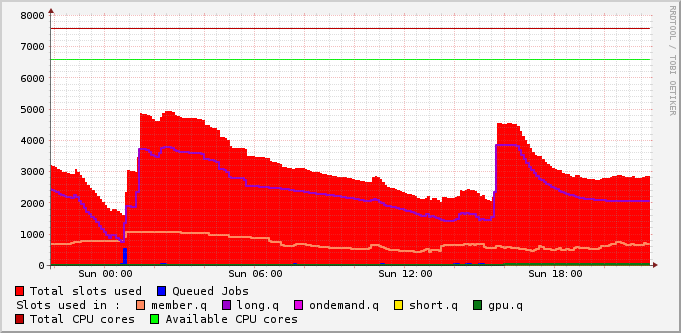 8000
7000
6000
5000
4000
3000
2000
1000
0
Sun 00:00 Sun 06:00 Sun 12:00 Sun 18:00
RRDTOOL / TOBI OETIKER
Total slots used Queued Jobs
Slots used in : member.q long.q ondemand.q short.q gpu.q
Total CPU cores Available CPU cores